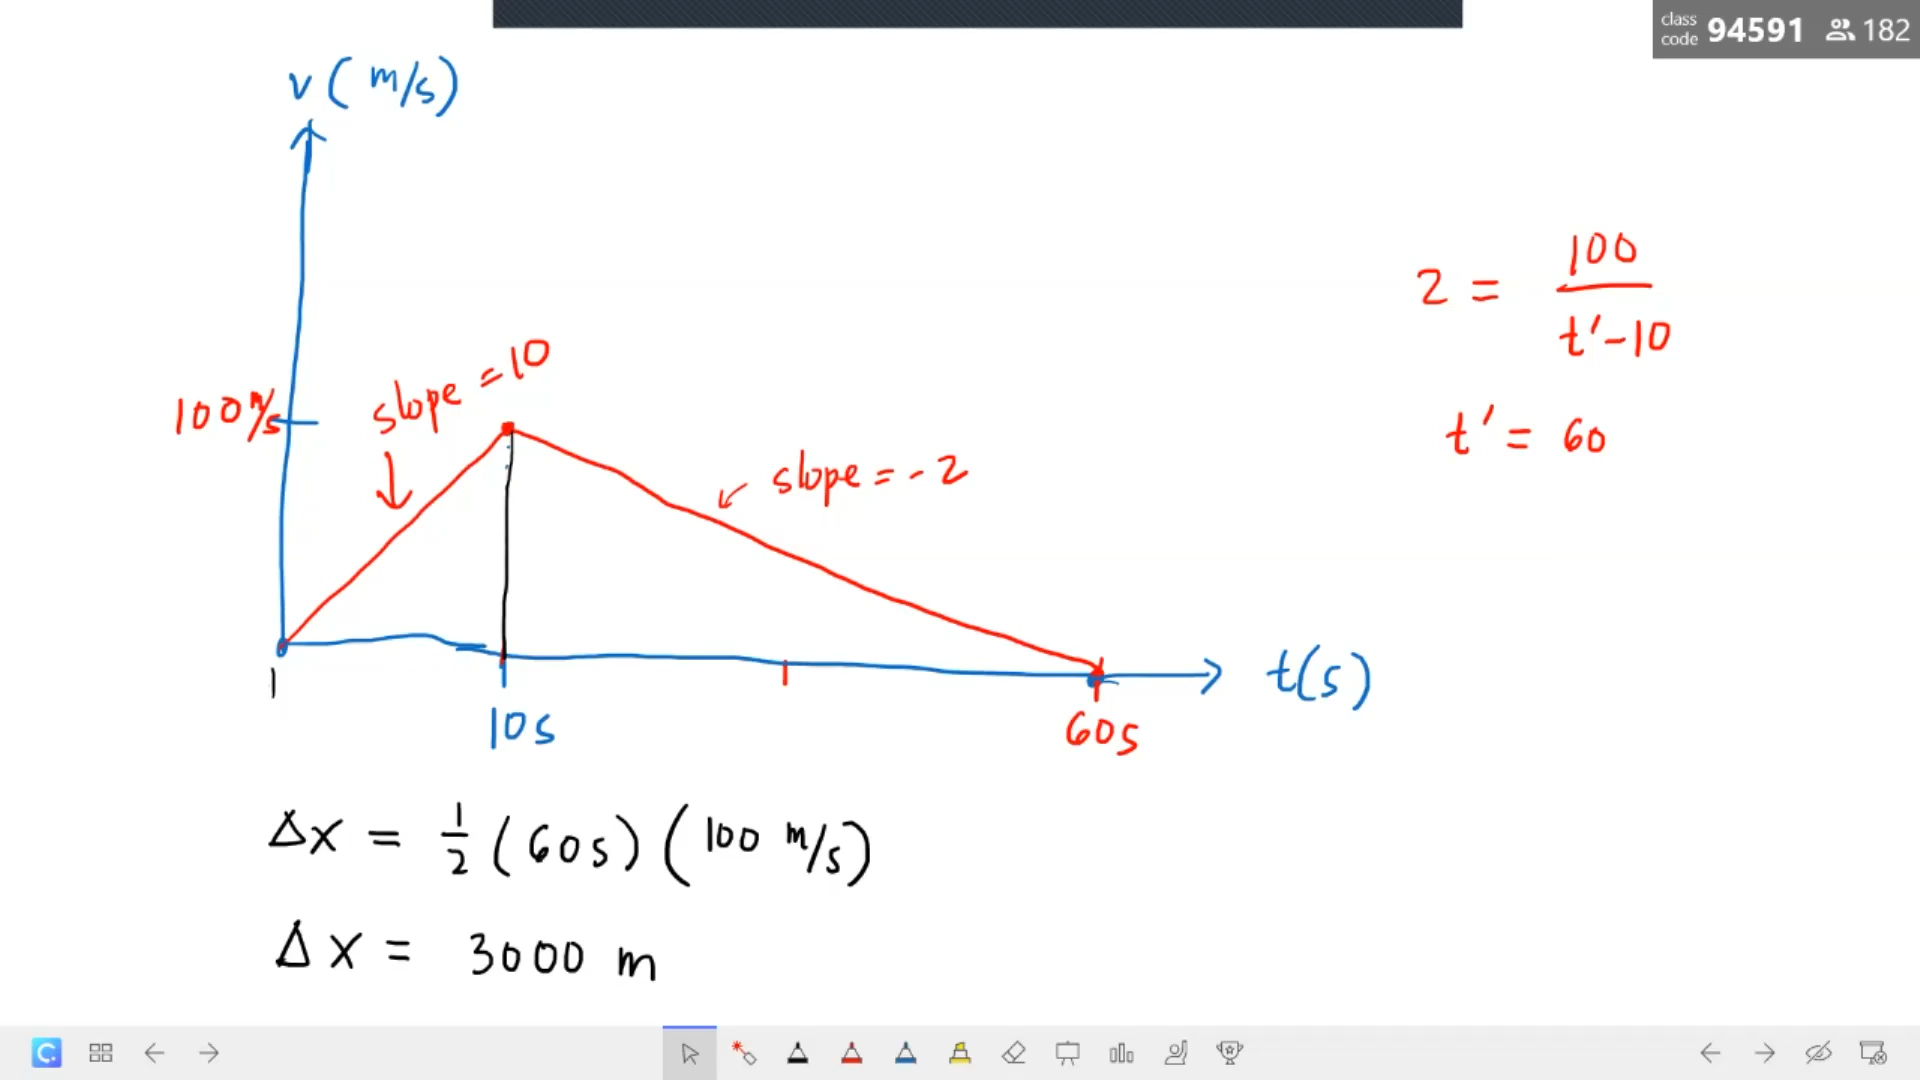 class code 94591 182
v (m/s)
100 m/s
slope = 10
slope = -2
2 = 100 / t'-10
t' = 60
1
10s
60s
t(s)
Δx = 1/2 (60s) (100 m/s)
Δx = 3000 m